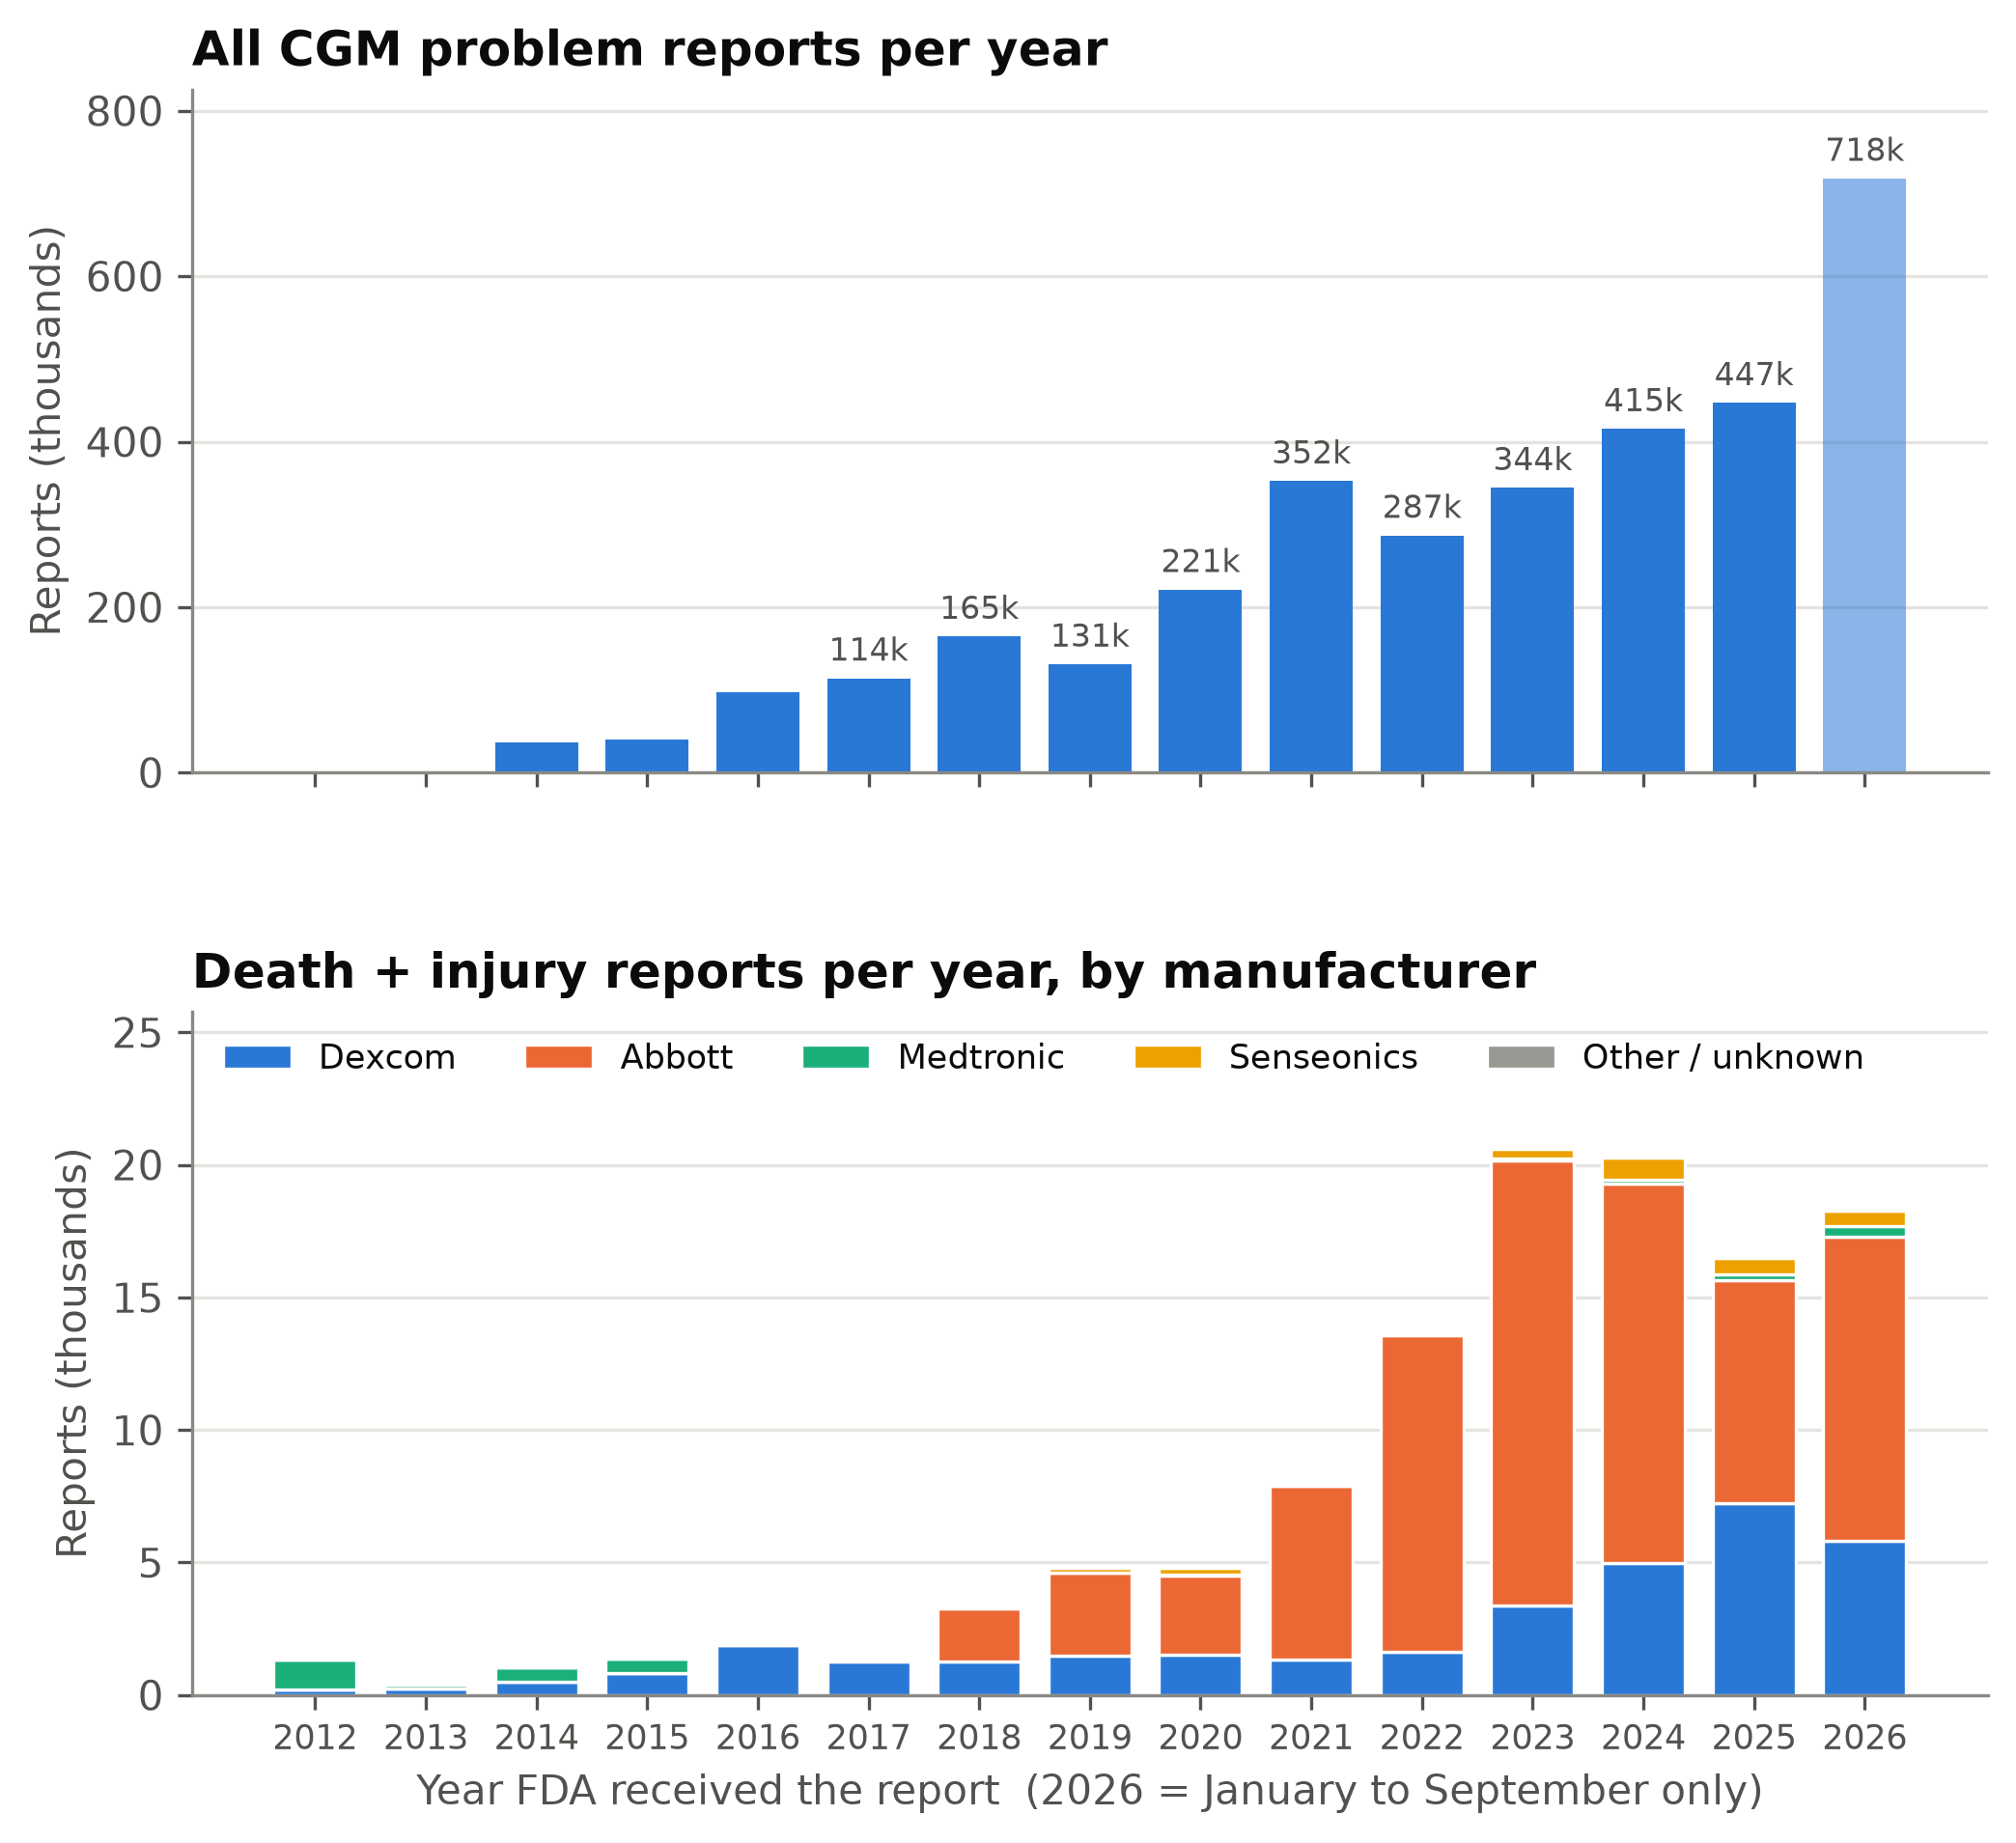 All CGM problem reports per year
Reports (thousands)
800
600
400
200
0
114k
165k
131k
221k
352k
287k
344k
415k
447k
718k
Death + injury reports per year, by manufacturer
Dexcom Abbott Medtronic Senseonics Other / unknown
Reports (thousands)
25
20
15
10
5
0
2012 2013 2014 2015 2016 2017 2018 2019 2020 2021 2022 2023 2024 2025 2026
Year FDA received the report (2026 = January to September only)